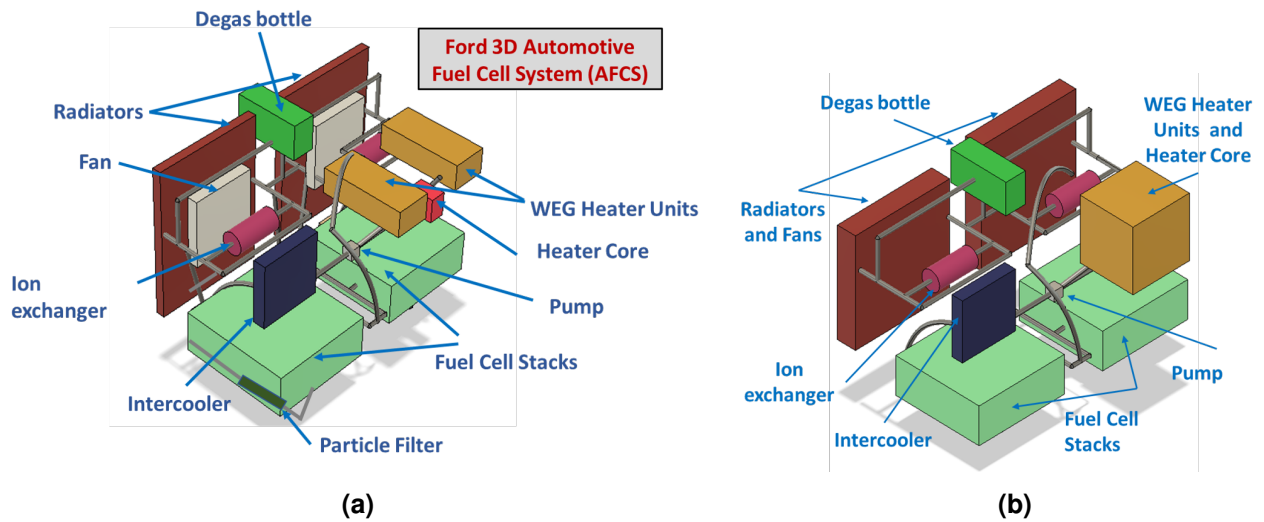 Degas bottle
Ford 3D Automotive
Fuel Cell System (AFCS)
Radiators
Fan
WEG Heater Units
Heater Core
Ion
exchanger
Pump
Fuel Cell Stacks
Intercooler
Particle Filter
(a)
Degas bottle
WEG Heater
Units and
Heater Core
Radiators
and Fans
Ion
exchanger
Pump
Intercooler
Fuel Cell
Stacks
(b)